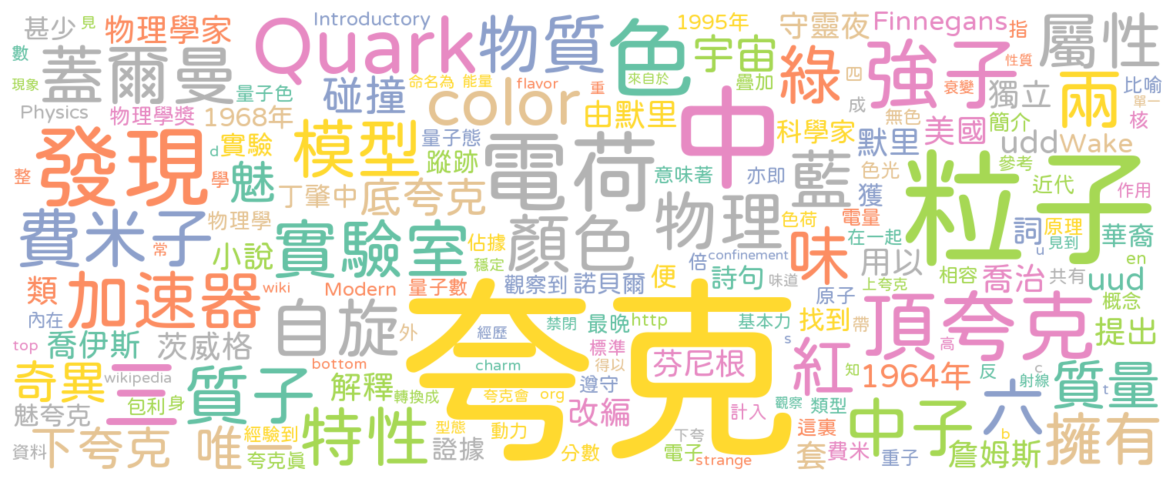 甚少 見 物理學家 Introductory Quark 物質 色 1995年 守靈夜 Finnegans 指 屬性
數 蓋爾曼 現象 量子色 碰撞 命名為 能量 color flavor 重 來自於 宇宙 疊加 綠 四 強子 衰變 性質 獨立 兩 比喻 單一
Physics 物理學獎 1968年 量子態 由默里 科學家 成 無色 默里 美國 簡介 核
發現 d 實驗 模型 蹤跡 電荷 中 藍 色光 udd Wake 參考
整 學 魅 丁肇中 底夸克 意味著 亦即 獲 粒子 近代 作用
費米子 物理學 顏色 物理 色荷 電量 詞 原理 華裔
常 小說 實驗室 佔據 穩定 倍 confinement 味 在一起 u 見到 en
類 加速器 wiki Modern 量子數 觀察到 諾貝爾 便 詩句 味道 用以 上夸克 相容 喬治 共有 uud
內在 自旋 外 夸克 原子 頂夸克 概念
喬伊斯 茨威格 經歷 禁閉 最晚 http 基本力 找到 帶 提出
top bottom charm 標準 芬尼根 s 紅 高 c 射線
奇異 wikipedia 三 質子 解釋 轉換成 夸克會 org 得以 遵守 知 1964年 反 六 t 質量
魅夸克 包利 身 改編 計入 觀察 類型
下夸克 唯一 經驗到 特性 型態 動力 這裏 中子 b 擁有
資料 夸克真 證據 分數 下夸 電子 strange 套 費米 重子 詹姆斯